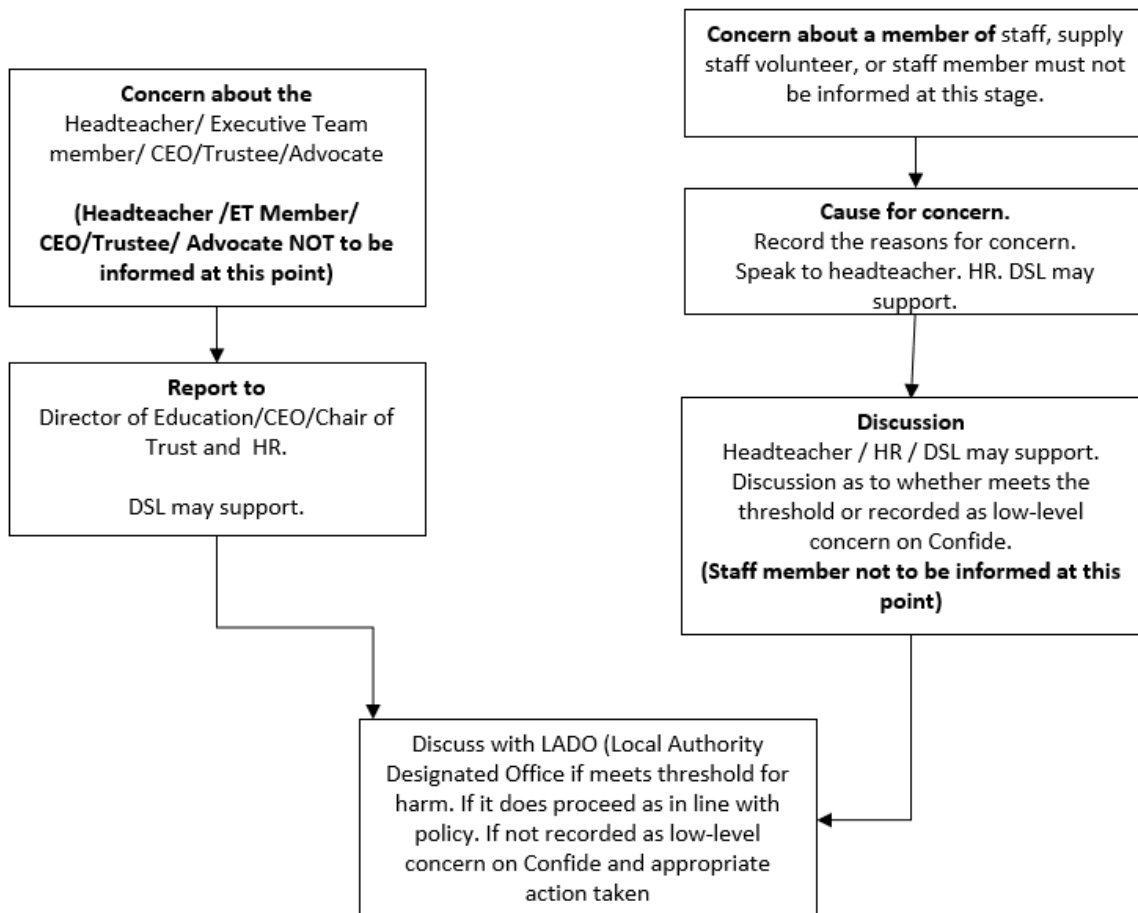 Concern about the
Headteacher/ Executive Team
member/ CEO/Trustee/Advocate
(Headteacher /ET Member/
CEO/Trustee/ Advocate NOT to be
informed at this point)
Report to
Director of Education/CEO/Chair of
Trust and  HR.
DSL may support.
Concern about a member of staff, supply
staff volunteer, or staff member must not
be informed at this stage.
Cause for concern.
Record the reasons for concern.
Speak to headteacher. HR. DSL may
support.
Discussion
Headteacher / HR / DSL may support.
Discussion as to whether meets the
threshold or recorded as low-level
concern on Confide.
(Staff member not to be informed at this
point)
Discuss with LADO (Local Authority
Designated Office if meets threshold for
harm. If it does proceed as in line with
policy. If not recorded as low-level
concern on Confide and appropriate
action taken